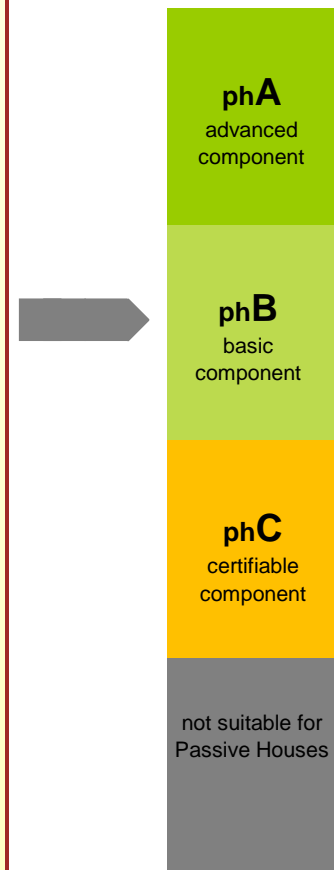 phA
advanced
component
phB
basic
component
phC
certifiable
component
not suitable for
Passive Houses